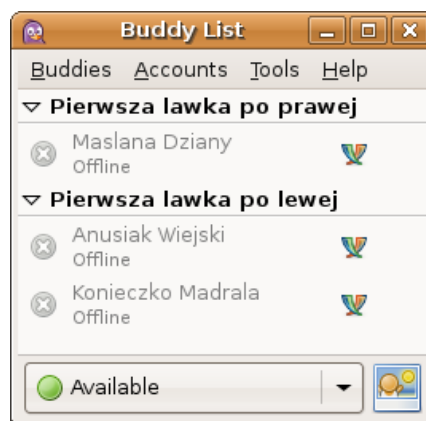 Buddy List
Buddies Accounts Tools Help
Pierwsza lawka po prawej
Maslana Dziany
Offline
Pierwsza lawka po lewej
Anusiak Wiejski
Offline
Konieczko Madrala
Offline
Available